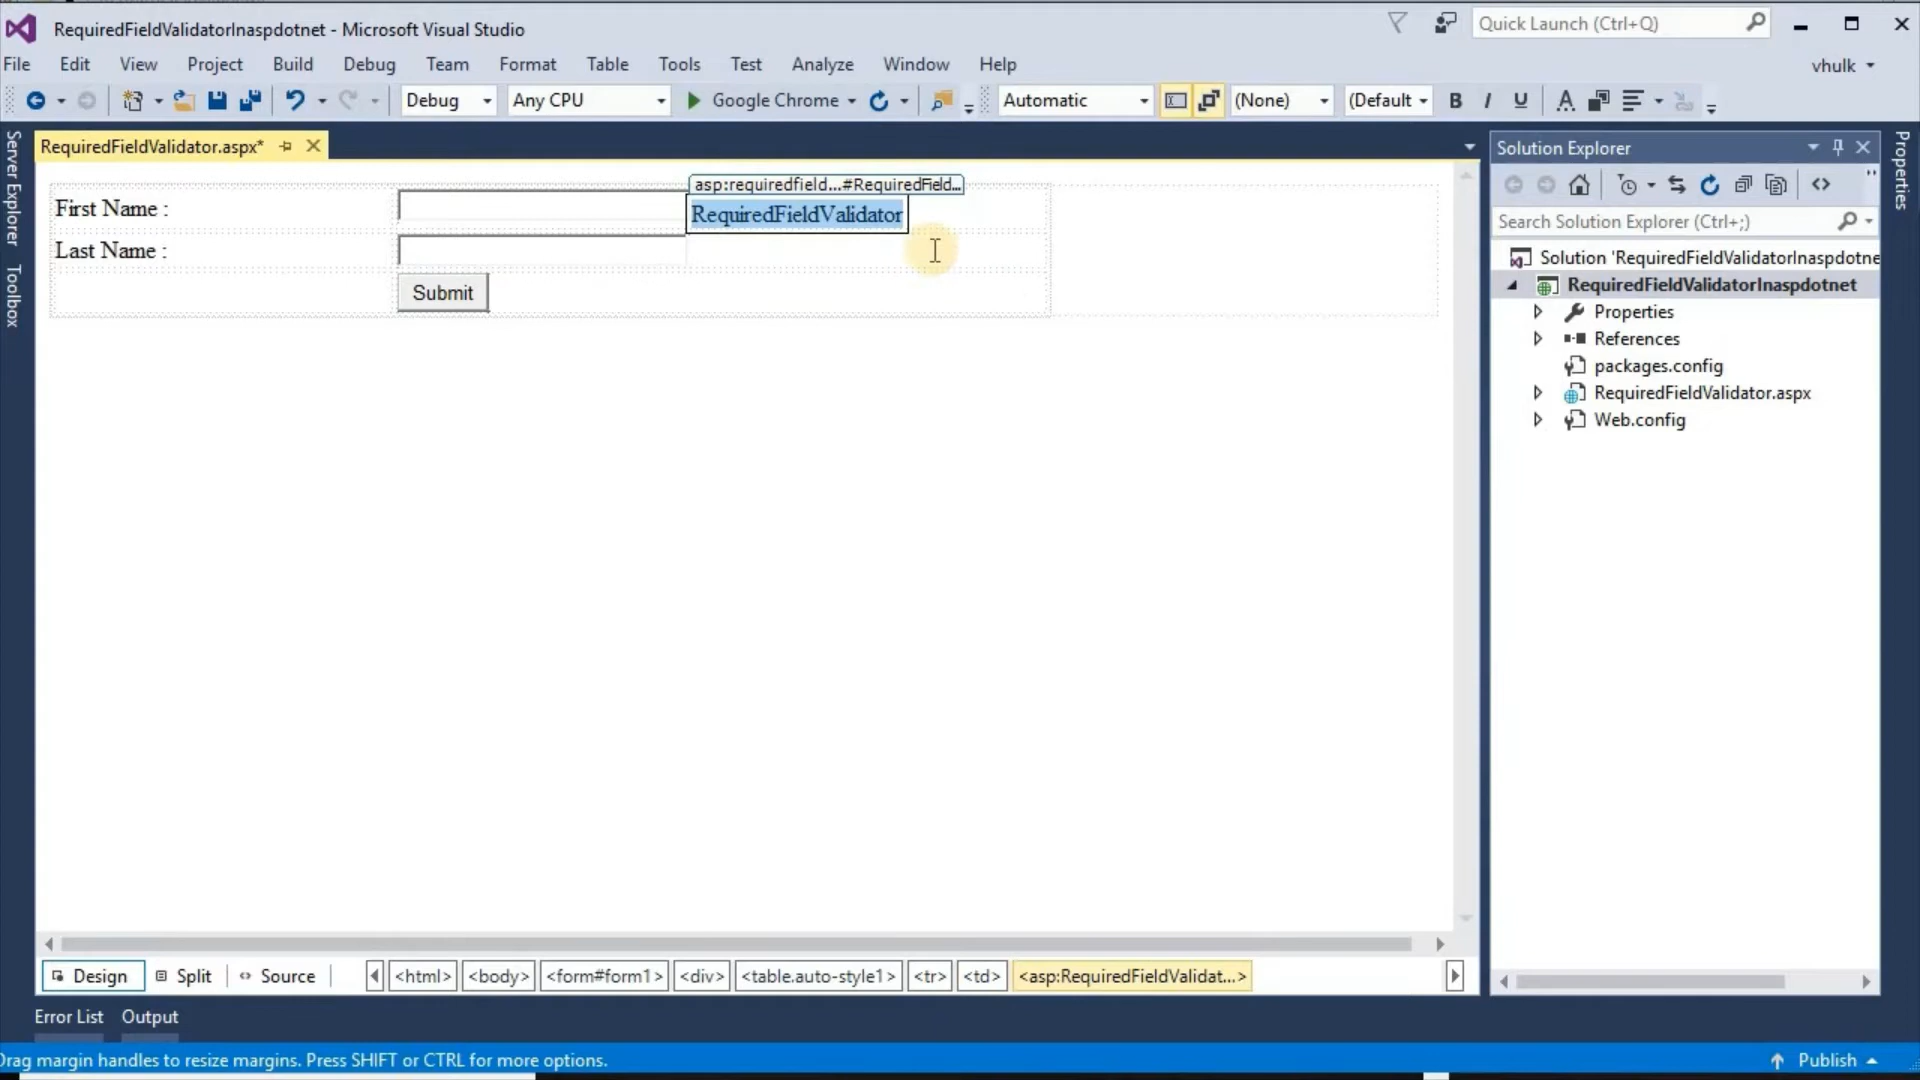 RequiredFieldValidatorInaspdotnet - Microsoft Visual Studio
Quick Launch (Ctrl+Q)
File Edit View Project Build Debug Team Format Table Tools Test Analyze Window Help
vhulk
Debug Any CPU Google Chrome Automatic (None) (Default B I U A
Server Explorer
Toolbox
RequiredFieldValidator.aspx*
asp:requiredfield...#RequiredField...
First Name :
RequiredFieldValidator
Last Name :
Submit
Solution Explorer
Search Solution Explorer (Ctrl+;)
Solution 'RequiredFieldValidatorInaspdotne
RequiredFieldValidatorInaspdotnet
Properties
References
packages.config
RequiredFieldValidator.aspx
Web.config
Properties
Design Split Source <html> <body> <form#form1> <div> <table.auto-style1> <tr> <td> <asp:RequiredFieldValidat...>
Error List Output
Drag margin handles to resize margins. Press SHIFT or CTRL for more options.
Publish